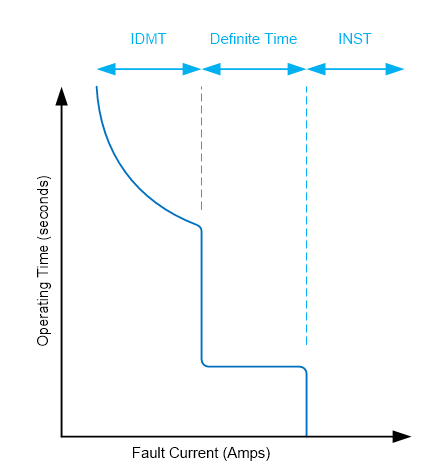 IDMT
Definite Time
INST
Operating Time (seconds)
Fault Current (Amps)